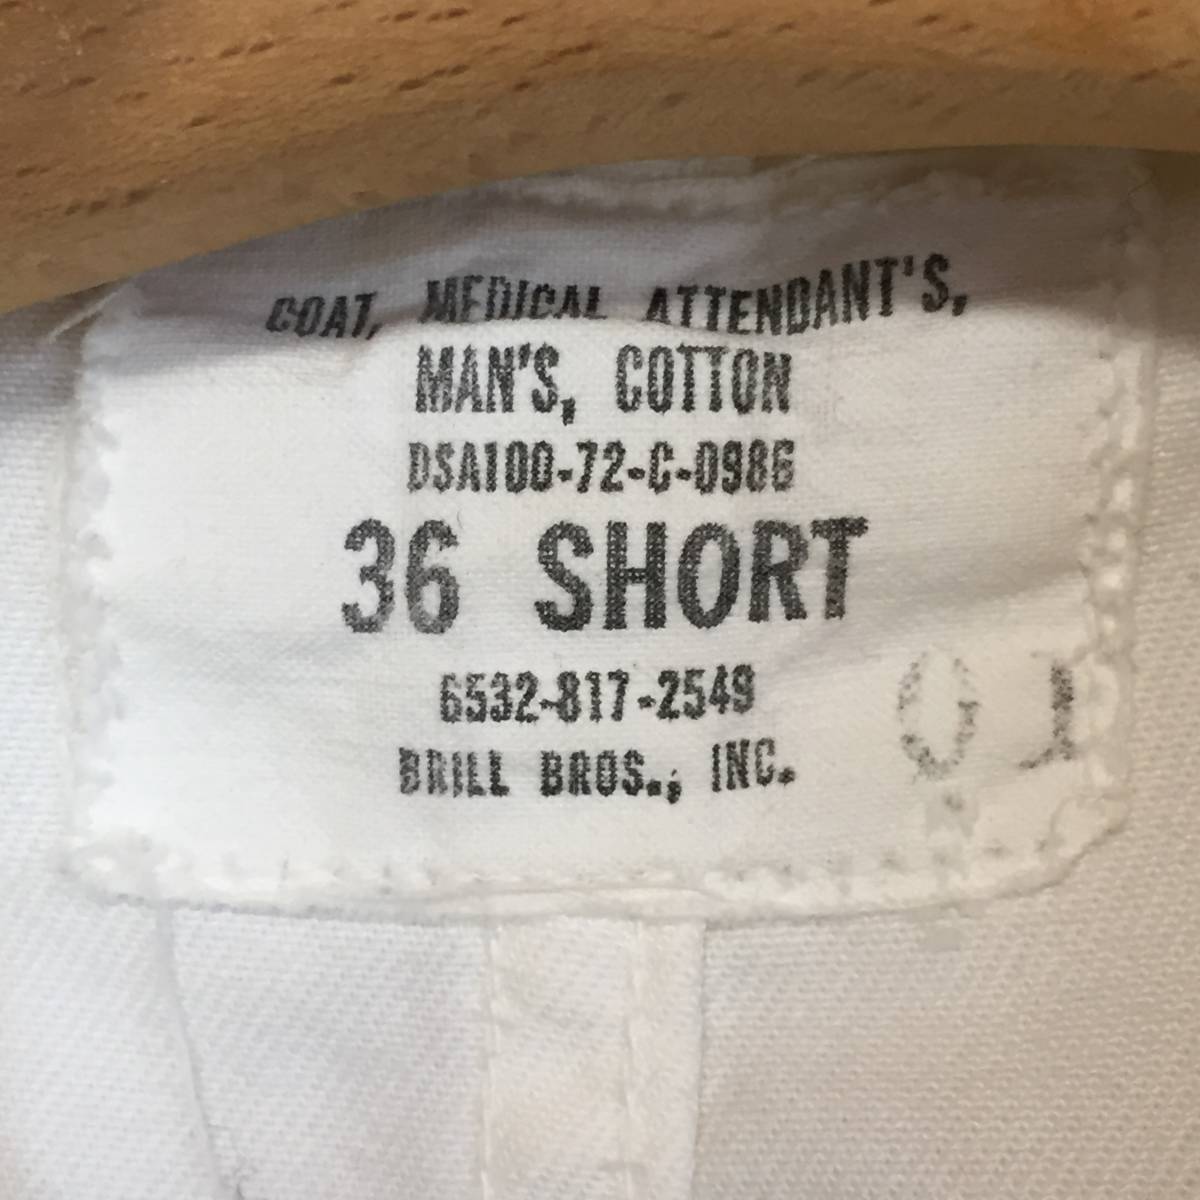 COAT, MEDICAL ATTENDANT'S,
MAN'S, COTTON
DSA100-72-C-0986
36 SHORT
6532-817-2549
BRILL BROS., INC.